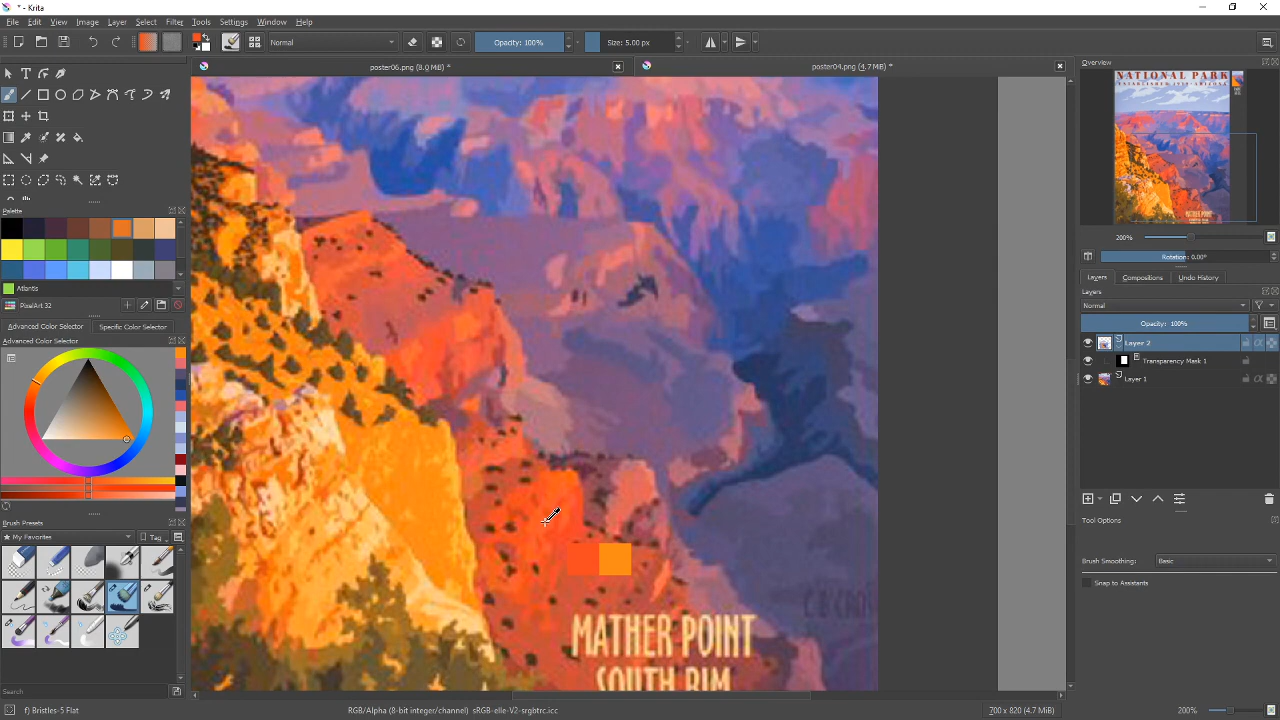 * - Krita
File Edit View Image Layer Select Filter Tools Settings Window Help
Normal
Opacity: 100%
Size: 5.00 px
poster06.png (8.0 MiB) *
poster04.png (4.7 MiB) *
Overview
NATIONAL PARK
200%
Rotation: 0.00°
Layers Compositions Undo History
Layers
Normal
Opacity: 100%
Layer 2
Transparency Mask 1
Layer 1
Tool Options
Brush Smoothing: Basic
Snap to Assistants
Palette
Atlantis
PixelArt 32
Advanced Color Selector Specific Color Selector
Advanced Color Selector
Brush Presets
My Favorites
Tag
Search
MATHER POINT
SOUTH RIM
f) Bristles-5 Flat
RGB/Alpha (8-bit integer/channel) sRGB-elle-V2-srgbtrc.icc
700 x 820 (4.7 MiB)
200%